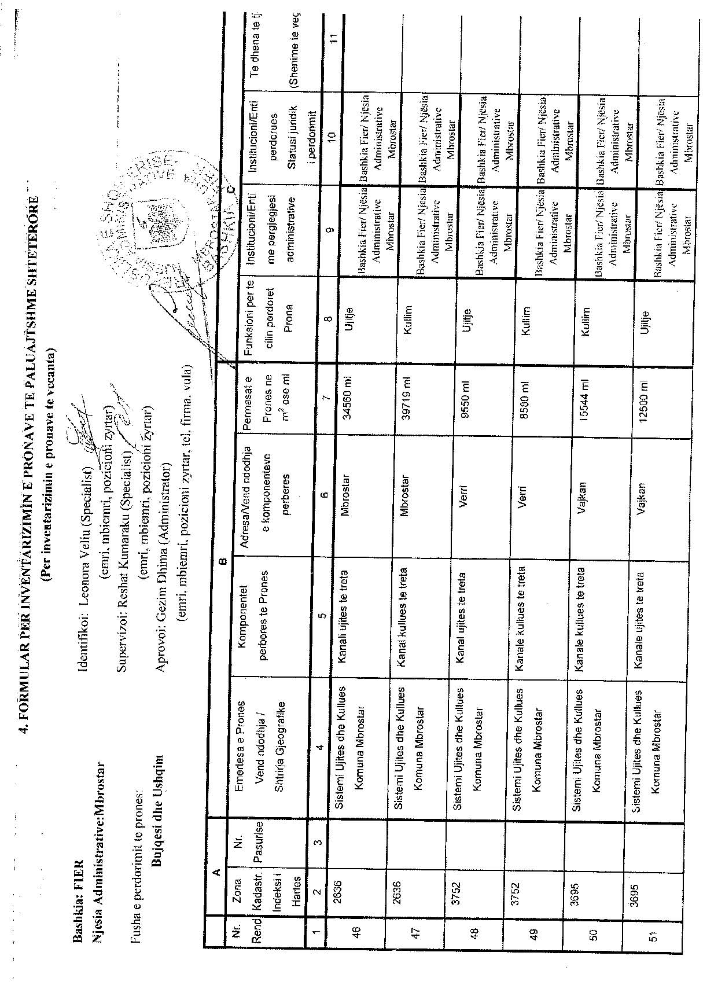 4. FORMULAR PER INVENTARIZIMIN E PRONAVE TE PALUAJTSHME SHTETERORE
(Per inventarizimin e pronave te veçanta)
Bashkia: FIER
Njesia Administrative:Mbrostar
Fusha e perdorimit te prones:
Bujqesi dhe Ushqim
Identifikoi: Leonora Veliu (Specialist)
(emri, mbiemri, pozicioni zyrtar)
Supervizoi: Reshat Kumaraku (Specialist)
(emri, mbiemri, pozicioni zyrtar)
Aprovoi: Gezim Dhima (Administrator)
(emri, mbiemri, pozicioni zyrtar, tel, firma, vula)
BASHKIA
A B C
Nr. Rend
Zona Kadastr. Indeksi i Hartes
Nr. Pasurise
Emertesa e Prones Vend ndodhja / Shtrirja Gjeografike
Komponentet perberes te Prones
Adresa/Vend ndodhja e komponenteve perberes
Permasat e Prones ne m² ose ml
Funksioni per te cilin perdoret Prona
Institucioni/Enti me pergjegjesi administrative
Institucioni/Enti perdorues Statusi juridik i perdorimit
Te dhena te tj (Shenime te veç
1 2 3 4 5 6 7 8 9 10 11
46 2636 Sistemi Ujites dhe Kullues Komuna Mbrostar Kanali ujites te treta Mbrostar 34560 ml Ujitje Bashkia Fier/ Njësia Administrative Mbrostar Bashkia Fier/ Njësia Administrative Mbrostar
47 2636 Sistemi Ujites dhe Kullues Komuna Mbrostar Kanal kullues te treta Mbrostar 39719 ml Kullim Bashkia Fier/ Njësia Administrative Mbrostar Bashkia Fier/ Njësia Administrative Mbrostar
48 3752 Sistemi Ujites dhe Kullues Komuna Mbrostar Kanal ujites te treta Verri 9550 ml Ujitje Bashkia Fier/ Njësia Administrative Mbrostar Bashkia Fier/ Njësia Administrative Mbrostar
49 3752 Sistemi Ujites dhe Kullues Komuna Mbrostar Kanale kullues te treta Verri 8580 ml Kullim Bashkia Fier/ Njësia Administrative Mbrostar Bashkia Fier/ Njësia Administrative Mbrostar
50 3695 Sistemi Ujites dhe Kullues Komuna Mbrostar Kanale kullues te treta Vajkan 15544 ml Kullim Bashkia Fier/ Njësia Administrative Mbrostar Bashkia Fier/ Njësia Administrative Mbrostar
51 3695 Sistemi Ujites dhe Kullues Komuna Mbrostar Kanale ujites te treta Vajkan 12500 ml Ujitje Bashkia Fier/ Njësia Administrative Mbrostar Bashkia Fier/ Njësia Administrative Mbrostar